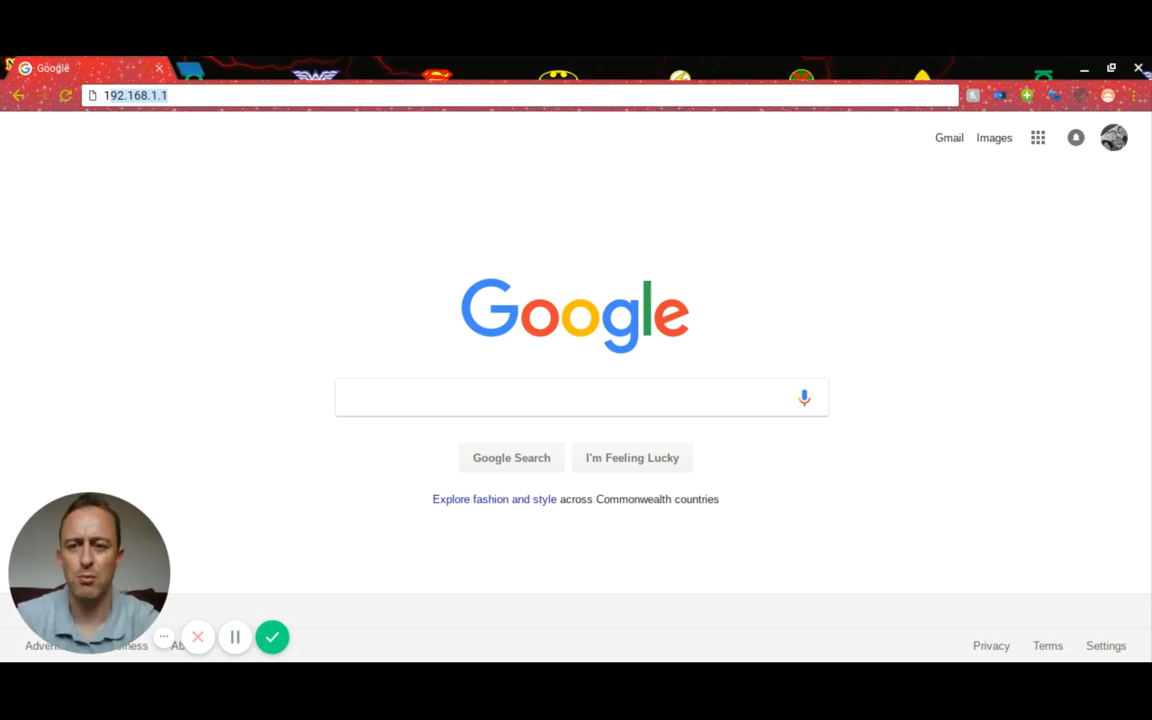 Google
192.168.1.1
Gmail Images
Google
Google Search I'm Feeling Lucky
Explore fashion and style across Commonwealth countries
Privacy Terms Settings